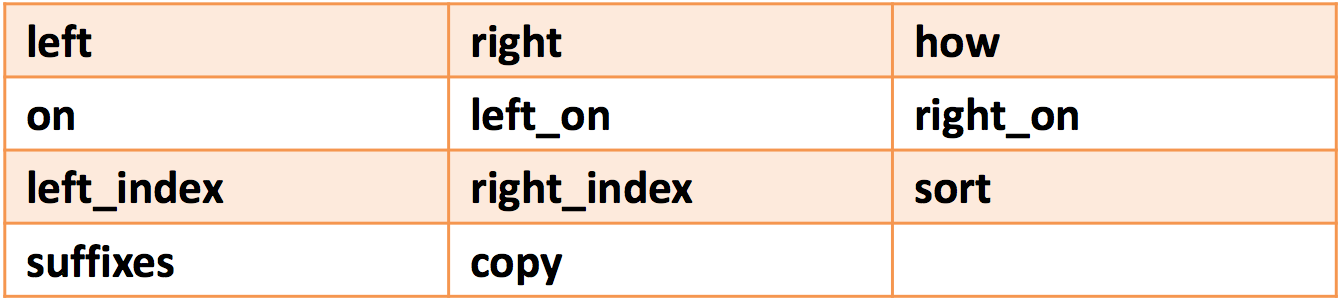 left right how
on left_on right_on
left_index right_index sort
suffixes copy